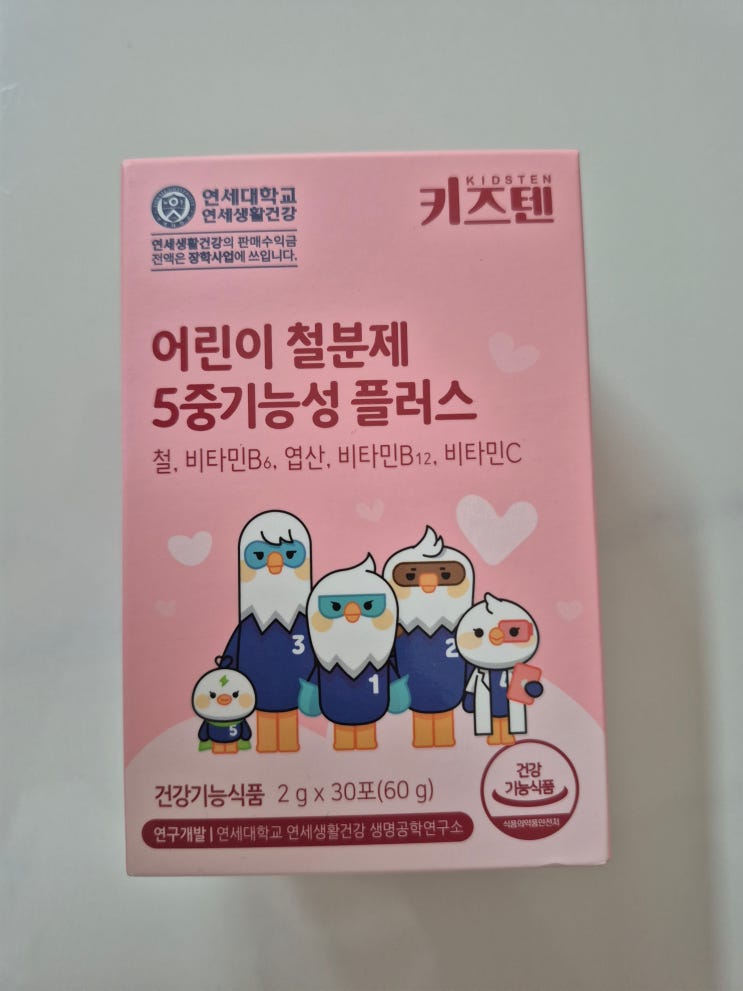 연세대학교
연세생활건강
연세생활건강의 판매수익금
전액은 장학사업에 쓰입니다.
KIDSTEN
키즈텐
어린이 철분제
5중기능성 플러스
철, 비타민B6, 엽산, 비타민B12, 비타민C
3
1
2
5
건강기능식품 2 g x 30포(60 g)
건강
기능식품
식품의약품안전처
연구개발 | 연세대학교 연세생활건강 생명공학연구소